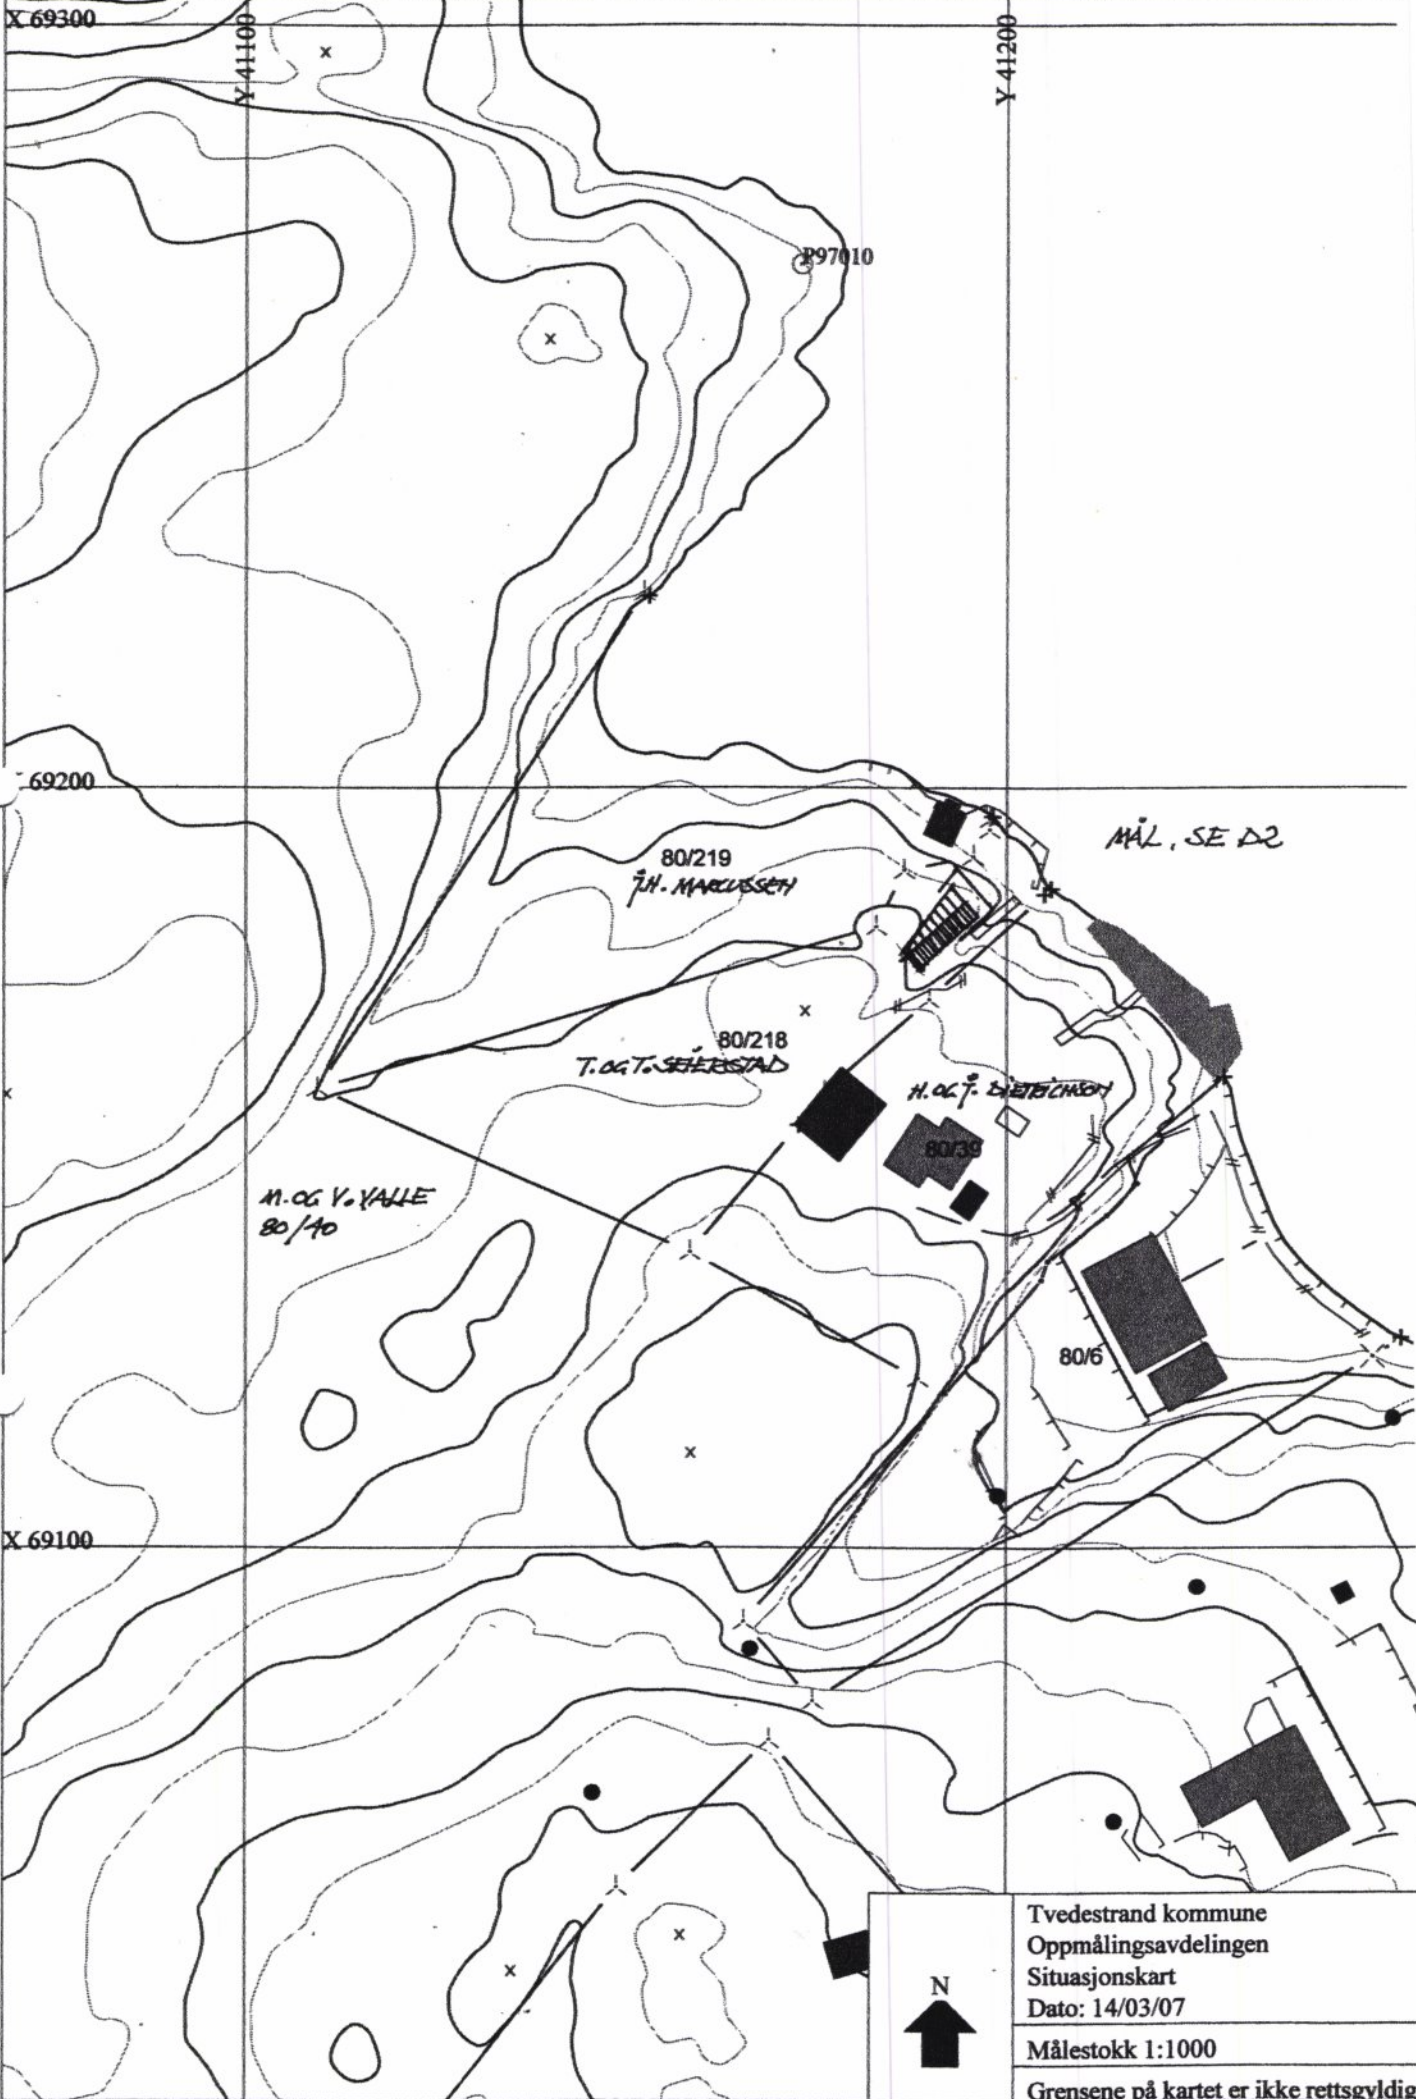 X 69300
Y 41100
Y 41200
P97010
69200
MÅL, SE D2
80/219
J.H. MARCUSSEN
80/218
T. OG T. SEIERSTAD
H. OG J. DIETRICHSON
80/39
M. OG V. VALLE
80/40
80/6
X 69100
N
Tvedestrand kommune
Oppmålingsavdelingen
Situasjonskart
Dato: 14/03/07
Målestokk 1:1000
Grensene på kartet er ikke rettsgyldig